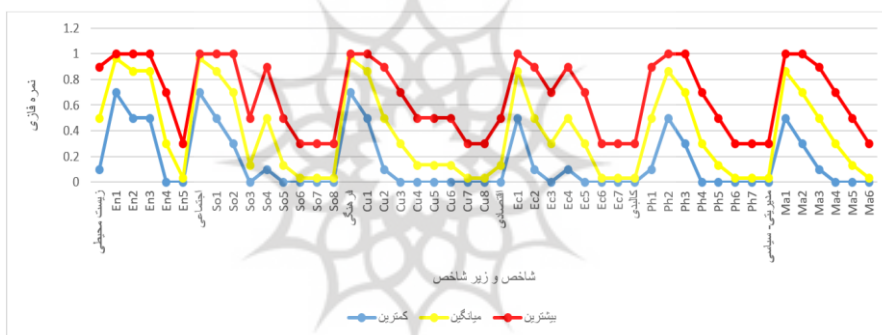 1.2
1
0.8
0.6
0.4
0.2
0
نمره فازی
زیست محیطی
En1
En2
En3
En4
En5
اجتماعی
So1
So2
So3
So4
So5
So6
So7
So8
فرهنگی
Cu1
Cu2
Cu3
Cu4
Cu5
Cu6
Cu7
Cu8
اقتصادی
Ec1
Ec2
Ec3
Ec4
Ec5
Ec6
Ec7
کالبدی
Ph1
Ph2
Ph3
Ph4
Ph5
Ph6
Ph7
مدیریتی- سیاسی
Ma1
Ma2
Ma3
Ma4
Ma5
Ma6
شاخص و زیر شاخص
بیشترین میانگین کمترین